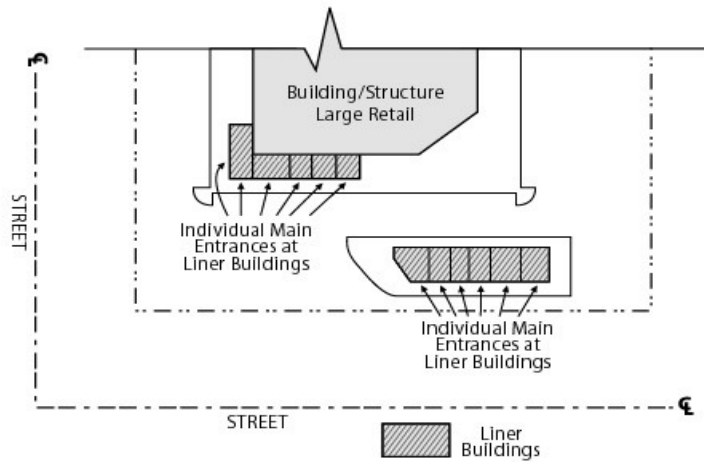 ℄
Building/Structure
Large Retail
STREET
Individual Main
Entrances at
Liner Buildings
Individual Main
Entrances at
Liner Buildings
℄
STREET
Liner
Buildings